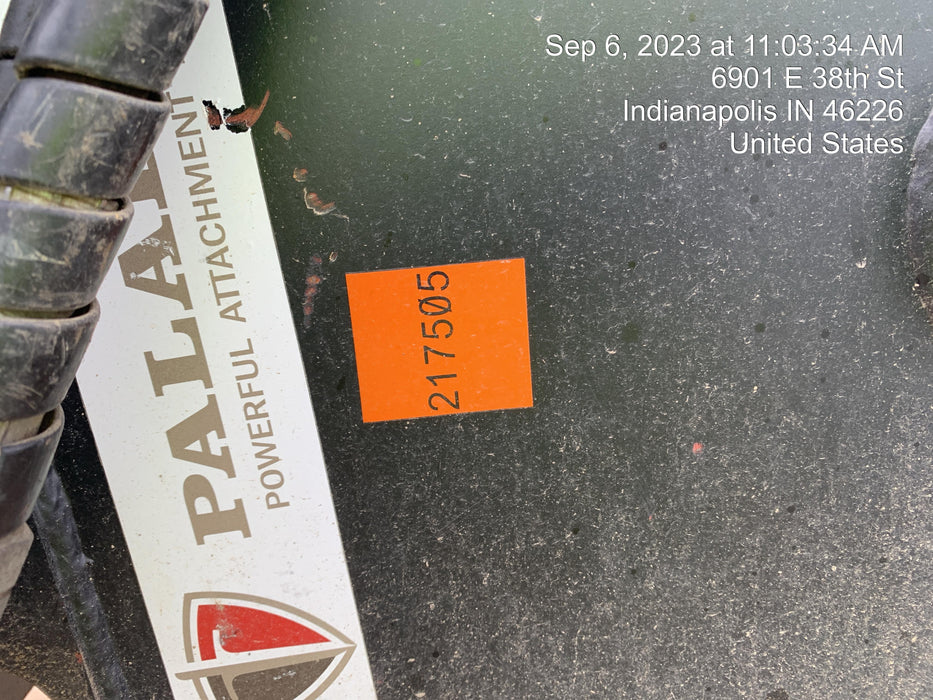 Sep 6, 2023 at 11:03:34 AM
6901 E 38th St
Indianapolis IN 46226
United States
POWERFUL ATTACHMENT
217505